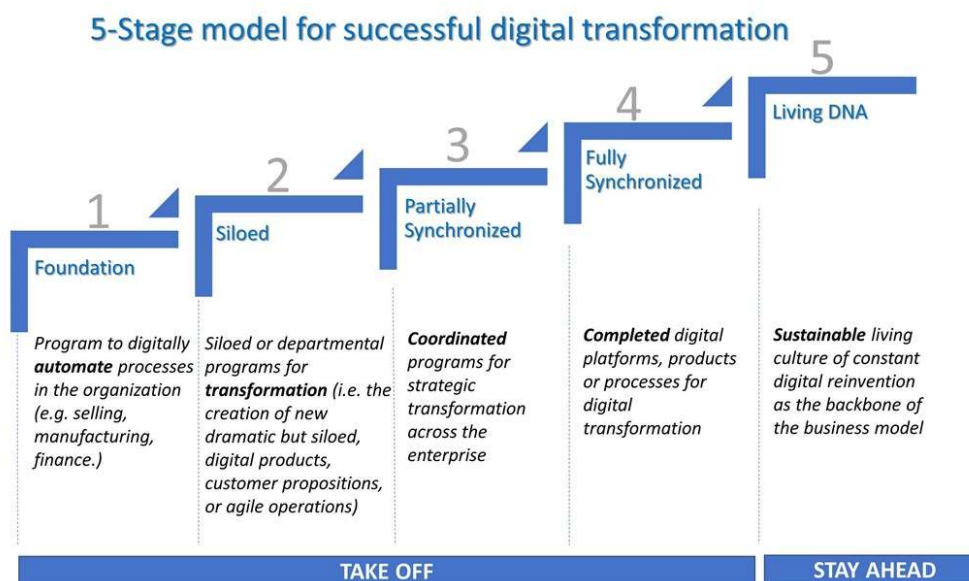 5-Stage model for successful digital transformation
1
Foundation
Program to digitally
automate processes
in the organization
(e.g. selling,
manufacturing,
finance.)
2
Siloed
Siloed or departmental
programs for
transformation (i.e. the
creation of new
dramatic but siloed,
digital products,
customer propositions,
or agile operations)
3
Partially
Synchronized
Coordinated
programs for
strategic
transformation
across the
enterprise
4
Fully
Synchronized
Completed digital
platforms, products
or processes for
digital
transformation
5
Living DNA
Sustainable living
culture of constant
digital reinvention
as the backbone of
the business model
TAKE OFF
STAY AHEAD